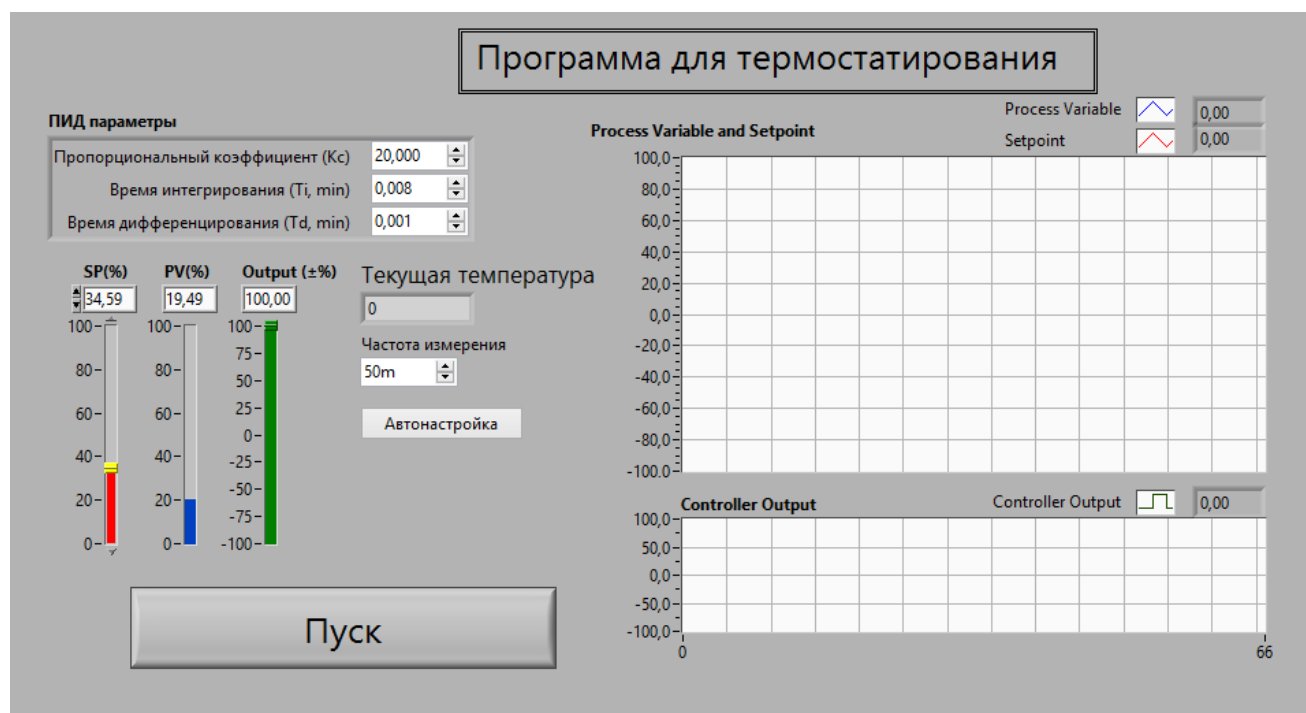 Программа для термостатирования
ПИД параметры
Пропорциональный коэффициент (Kc) 20,000
Время интегрирования (Ti, min) 0,008
Время дифференцирования (Td, min) 0,001
SP(%) PV(%) Output (±%)
34,59 19,49 100,00
100 100 100
75
80 80 50
60 60 25
0
40 40 -25
20 20 -50
-75
0 0 -100
Текущая температура
0
Частота измерения
50m
Автонастройка
Пуск
Process Variable 0,00
Process Variable and Setpoint
Setpoint 0,00
100,0
80,0
60,0
40,0
20,0
0,0
-20,0
-40,0
-60,0
-80,0
-100.0
Controller Output Controller Output 0,00
100,0
50,0
0,0
-50,0
-100,0
0 66